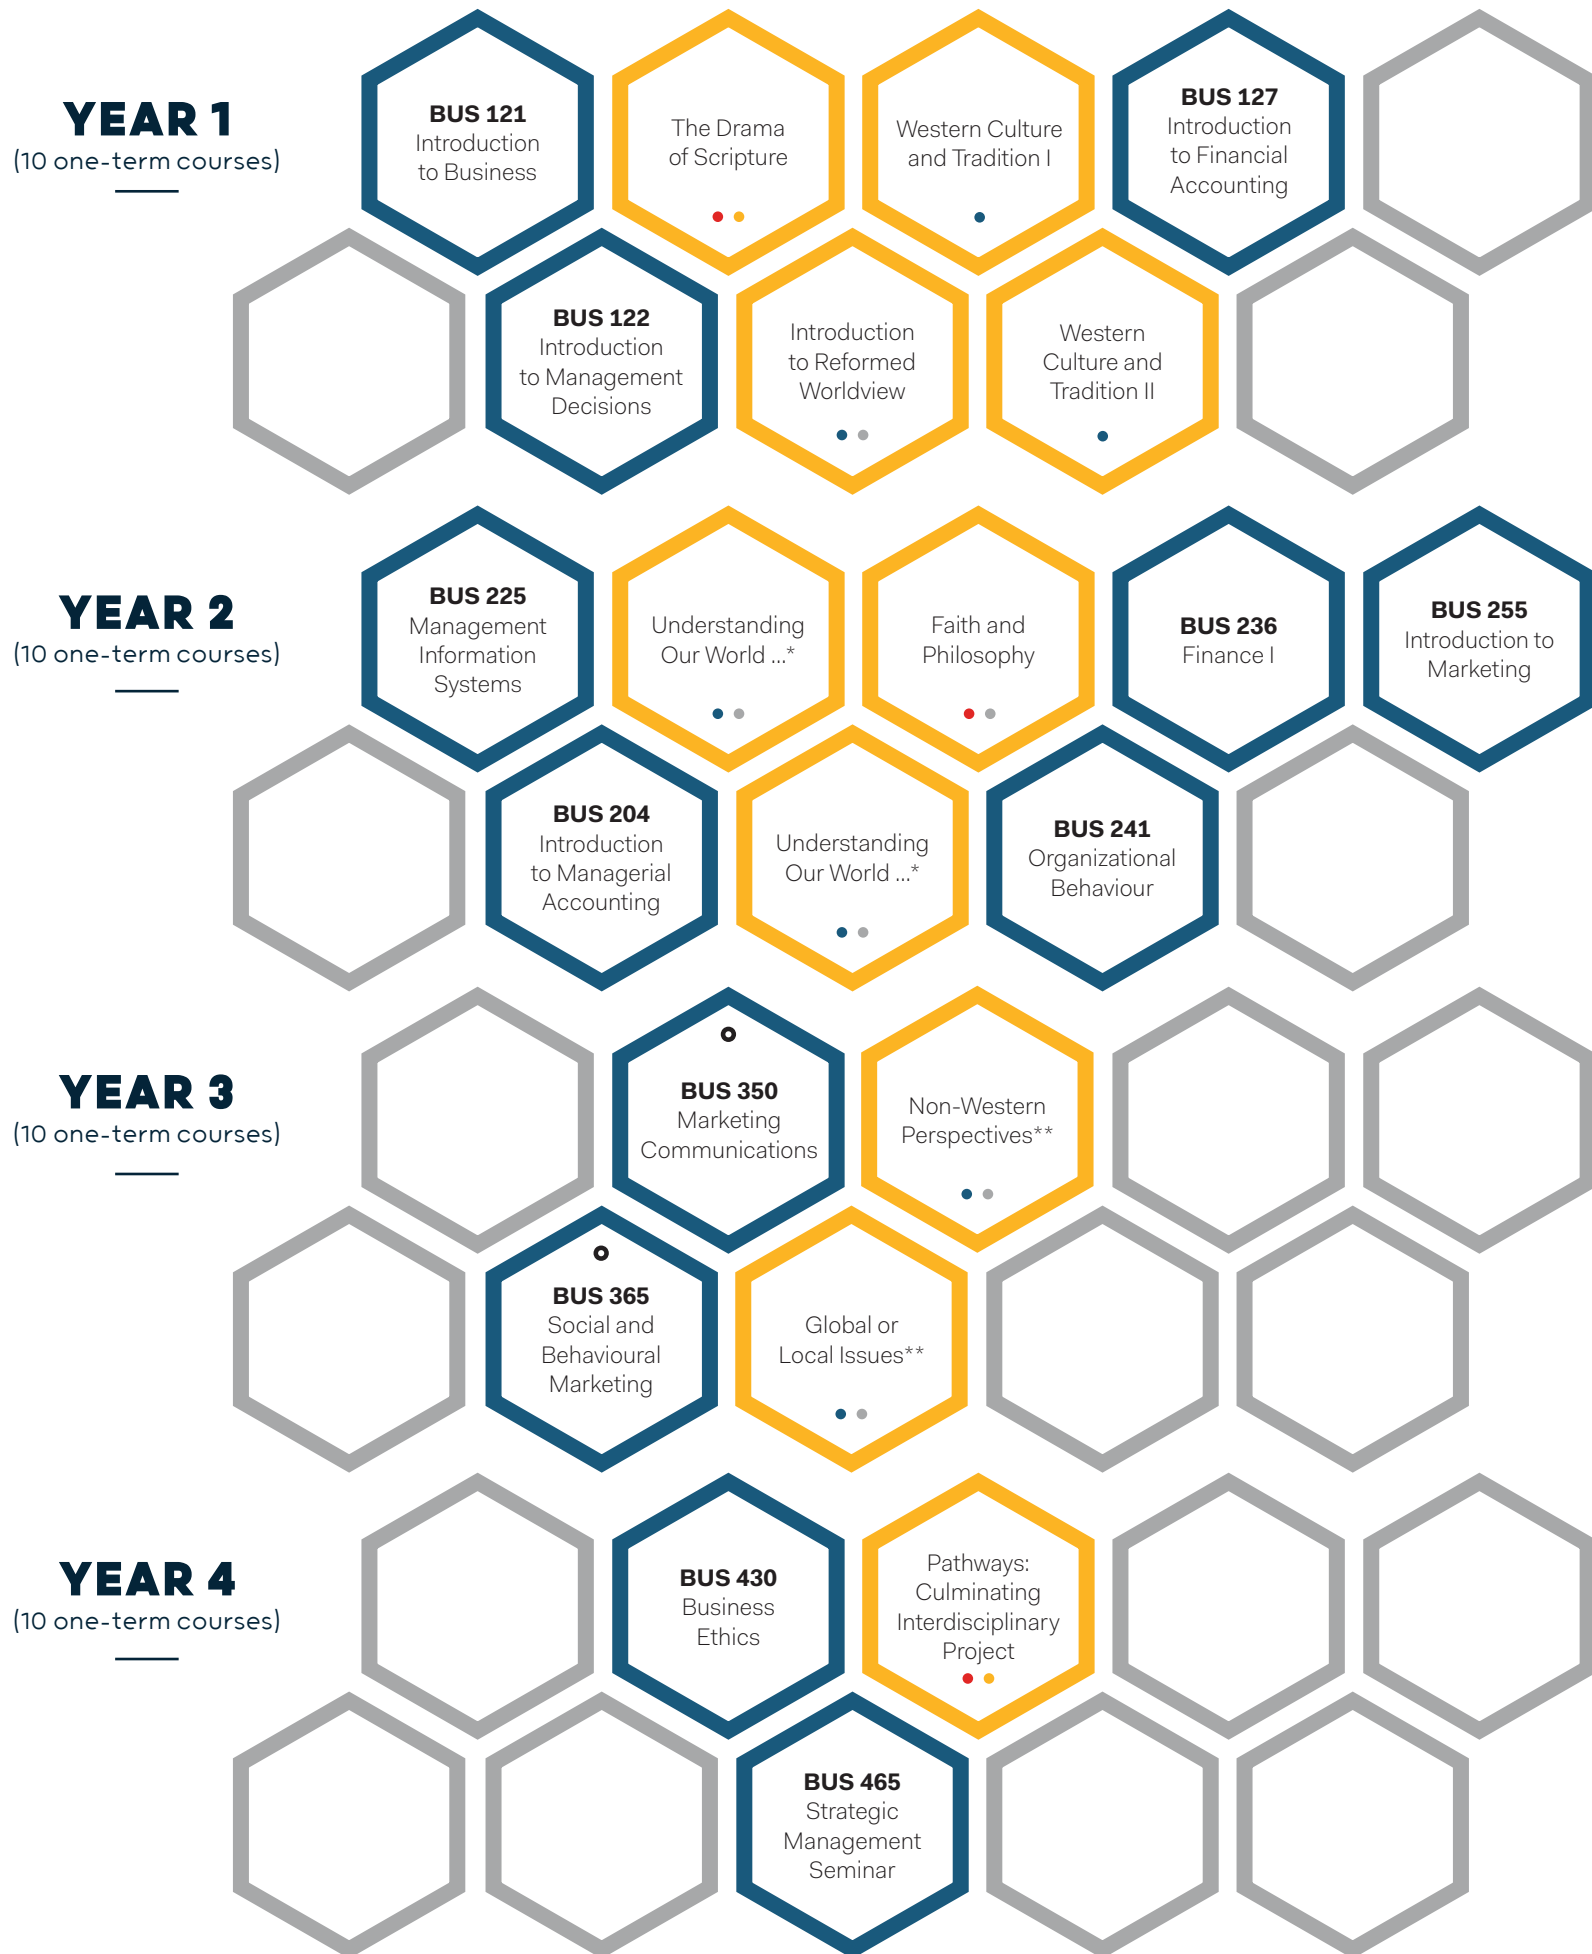 YEAR 1
(10 one-term courses)
BUS 121
Introduction
to Business
The Drama
of Scripture
Western Culture
and Tradition I
BUS 127
Introduction
to Financial
Accounting
BUS 122
Introduction
to Management
Decisions
Introduction
to Reformed
Worldview
Western
Culture and
Tradition II
YEAR 2
(10 one-term courses)
BUS 225
Management
Information
Systems
Understanding
Our World ...*
Faith and
Philosophy
BUS 236
Finance I
BUS 255
Introduction to
Marketing
BUS 204
Introduction
to Managerial
Accounting
Understanding
Our World ...*
BUS 241
Organizational
Behaviour
YEAR 3
(10 one-term courses)
BUS 350
Marketing
Communications
Non-Western
Perspectives**
BUS 365
Social and
Behavioural
Marketing
Global or
Local Issues**
YEAR 4
(10 one-term courses)
BUS 430
Business
Ethics
Pathways:
Culminating
Interdisciplinary
Project
BUS 465
Strategic
Management
Seminar